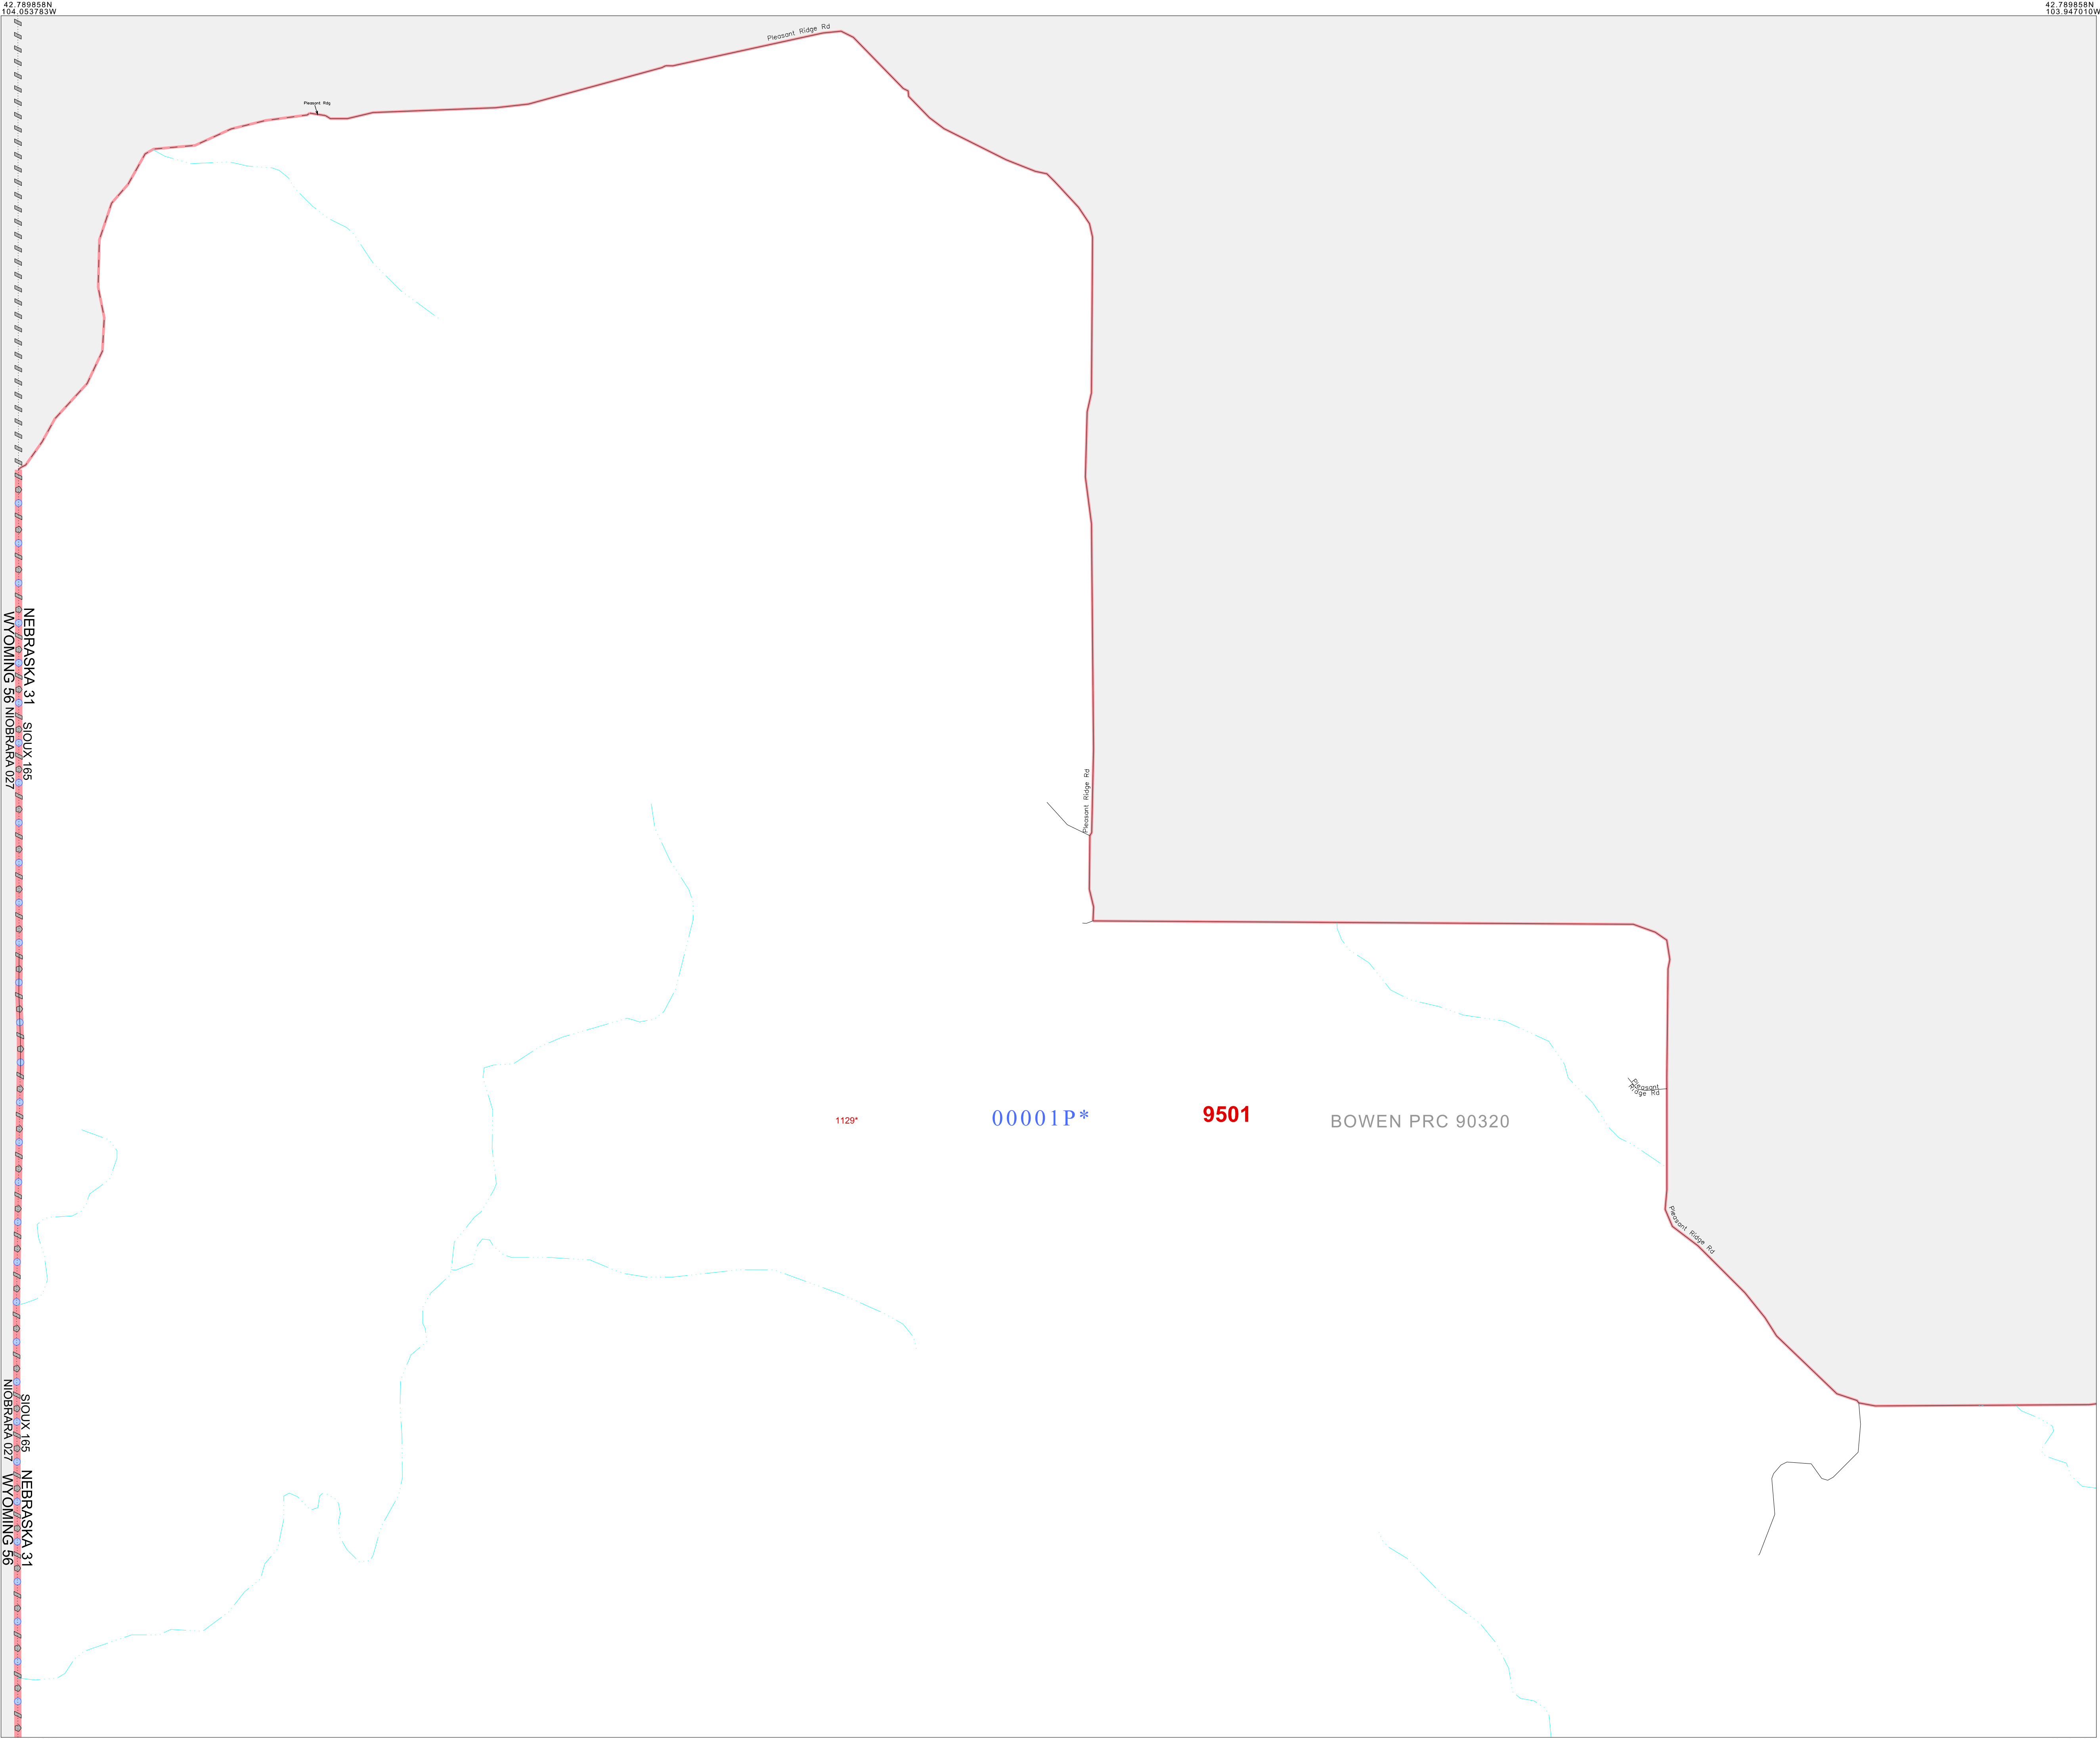 42.789858N
104.053783W
42.789858N
103.947010W
Pleasant Ridge Rd
Pleasant Rdg
NEBRASKA 31 SIOUX 165
WYOMING 56 NIOBRARA 027
Pleasant Ridge Rd
Pleasant
Ridge Rd
1129*
00001P*
9501
BOWEN PRC 90320
Pleasant Ridge Rd
SIOUX 165 NEBRASKA 31
NIOBRARA 027 WYOMING 56